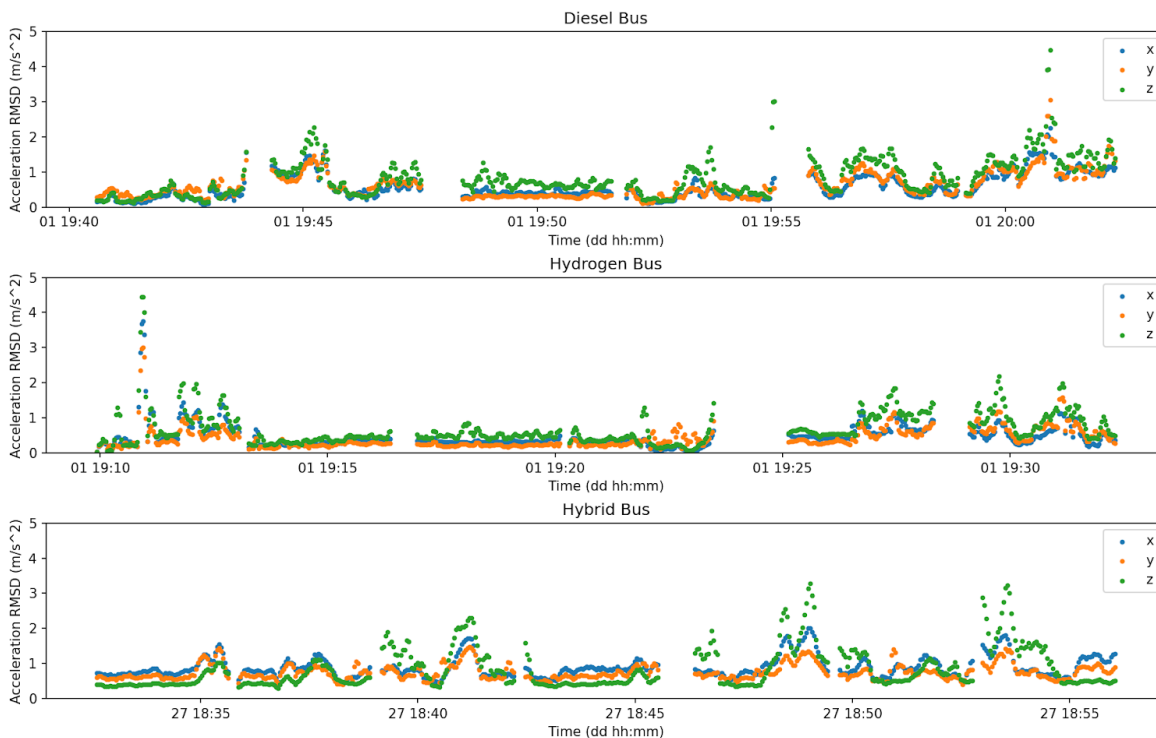 Diesel Bus
Acceleration RMSD (m/s^2)
5
4
3
2
1
0
x
y
z
01 19:40 01 19:45 01 19:50 01 19:55 01 20:00
Time (dd hh:mm)
Hydrogen Bus
Acceleration RMSD (m/s^2)
5
4
3
2
1
0
x
y
z
01 19:10 01 19:15 01 19:20 01 19:25 01 19:30
Time (dd hh:mm)
Hybrid Bus
Acceleration RMSD (m/s^2)
5
4
3
2
1
0
x
y
z
27 18:35 27 18:40 27 18:45 27 18:50 27 18:55
Time (dd hh:mm)